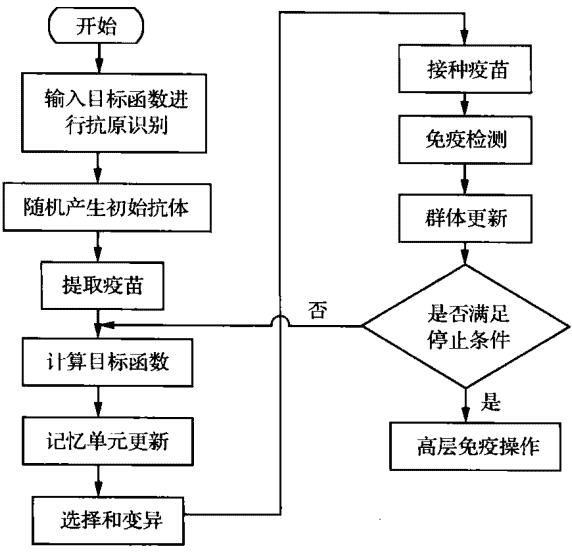 开始
输入目标函数进
行抗原识别
随机产生初始抗体
提取疫苗
计算目标函数
记忆单元更新
选择和变异
接种疫苗
免疫检测
群体更新
是否满足
停止条件
否
是
高层免疫操作